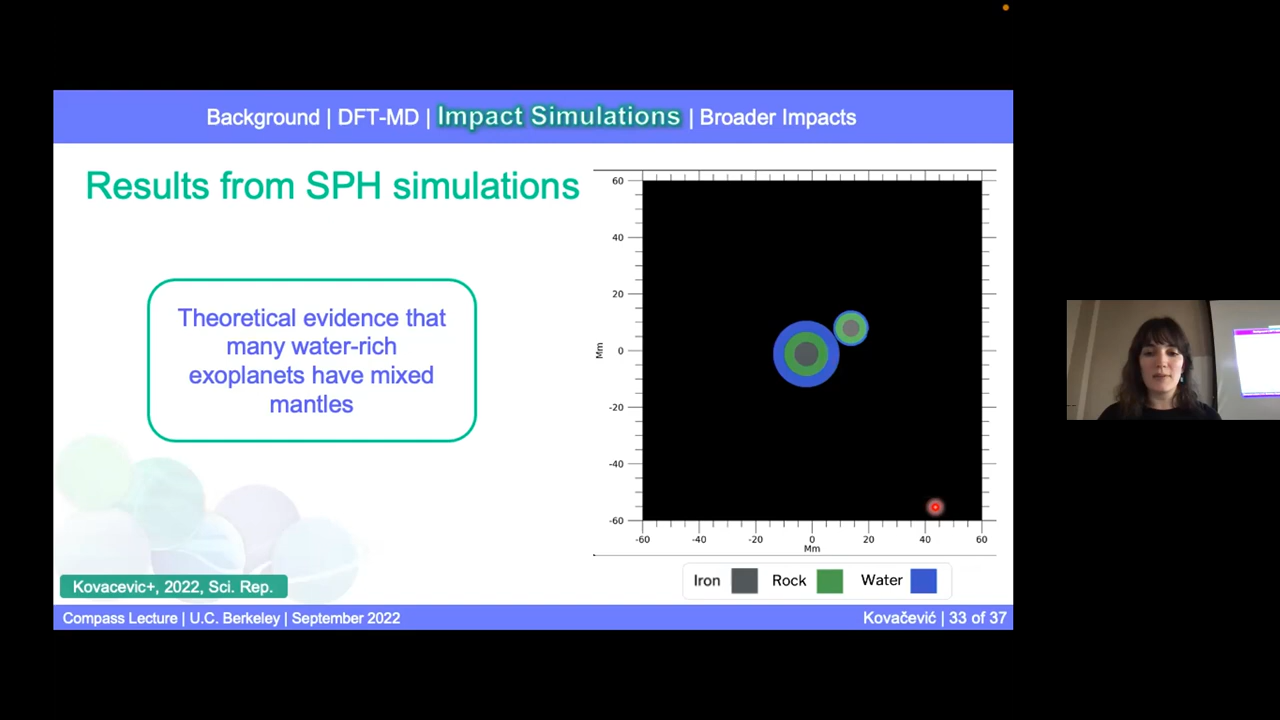 Background | DFT-MD | Impact Simulations | Broader Impacts
Results from SPH simulations
Theoretical evidence that
many water-rich
exoplanets have mixed
mantles
60
40
20
0
-20
-40
-60
Mm
-60 -40 -20 0 20 40 60
Mm
Iron Rock Water
Kovacevic+, 2022, Sci. Rep.
Compass Lecture | U.C. Berkeley | September 2022
Kovačević | 33 of 37